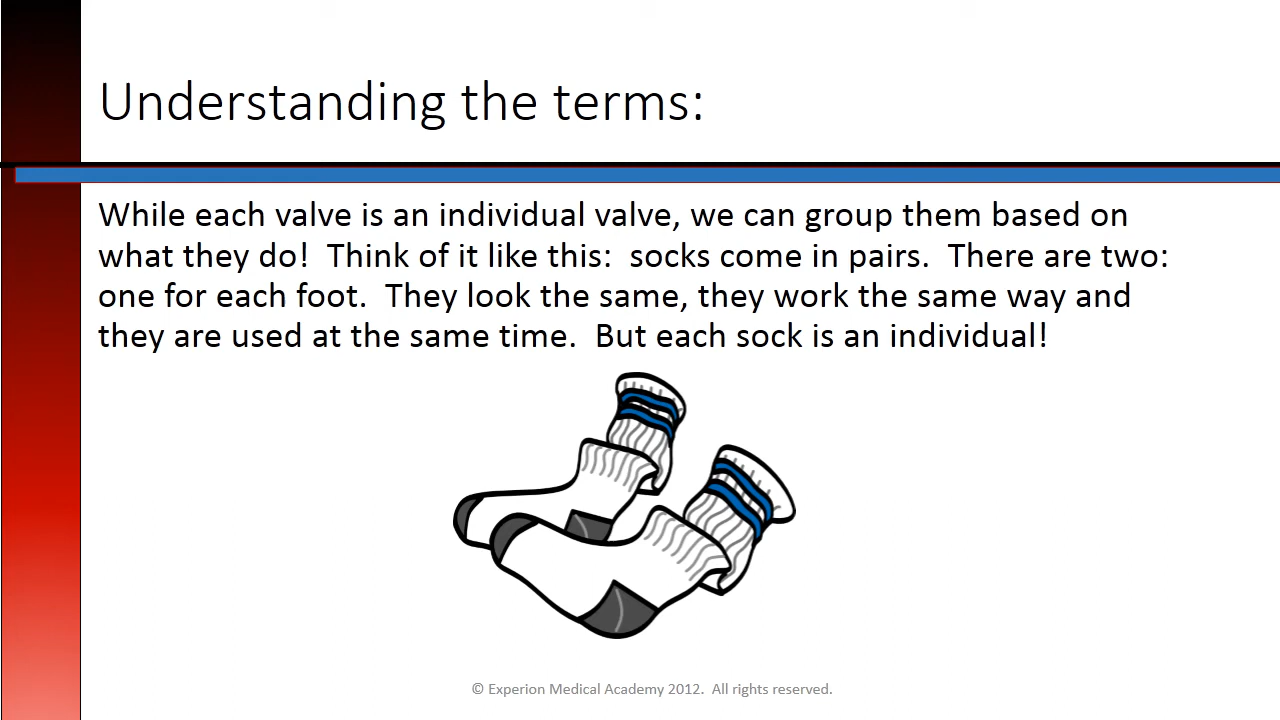 Understanding the terms:
While each valve is an individual valve, we can group them based on
what they do!  Think of it like this:  socks come in pairs.  There are two:
one for each foot.  They look the same, they work the same way and
they are used at the same time.  But each sock is an individual!
© Experion Medical Academy 2012.  All rights reserved.